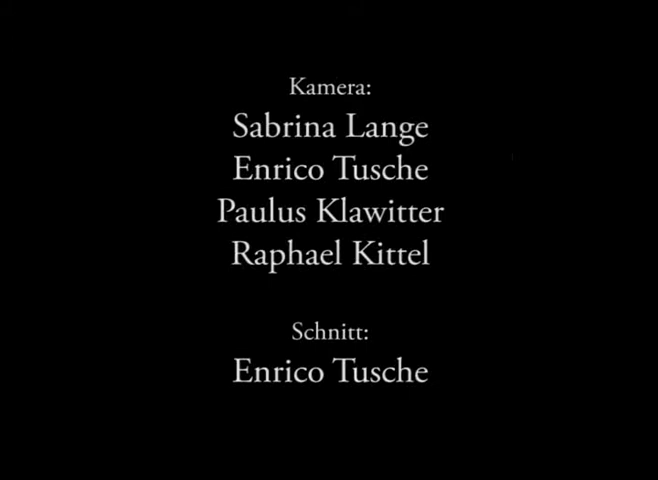 Kamera:
Sabrina Lange
Enrico Tusche
Paulus Klawitter
Raphael Kittel
Schnitt:
Enrico Tusche